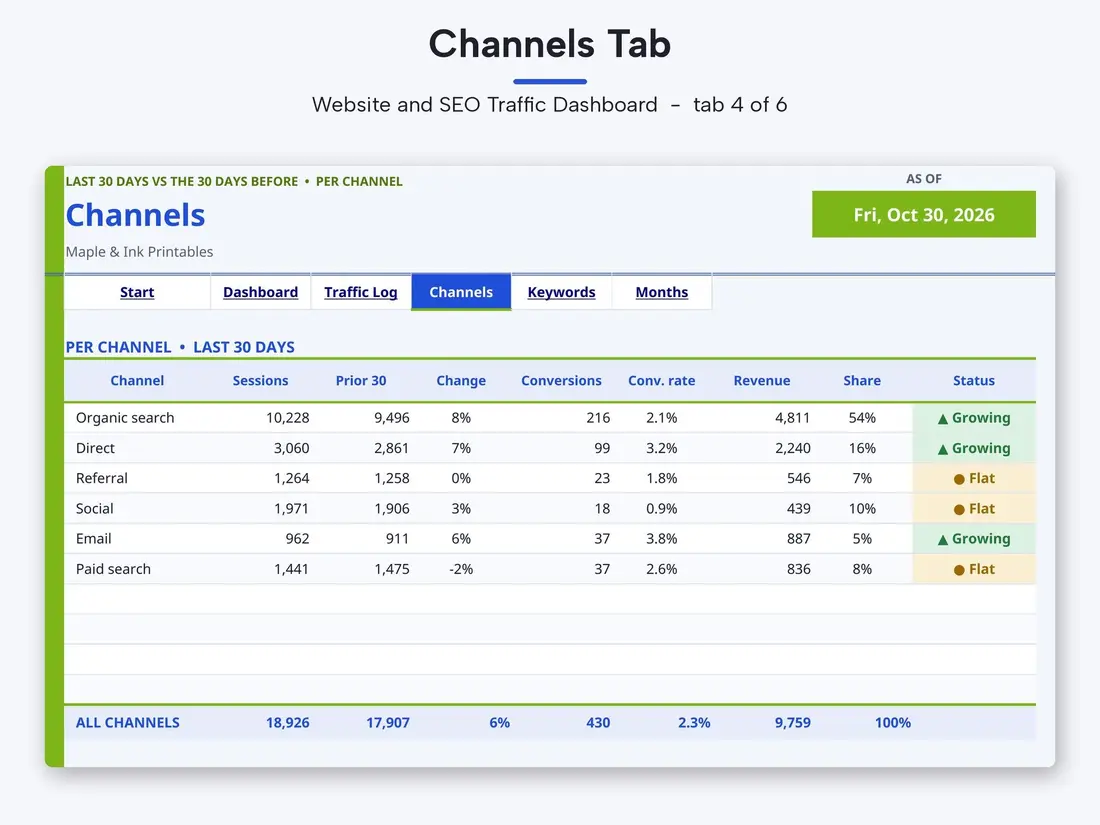 Channels Tab
Website and SEO Traffic Dashboard - tab 4 of 6
LAST 30 DAYS VS THE 30 DAYS BEFORE • PER CHANNEL
AS OF
Channels
Fri, Oct 30, 2026
Maple & Ink Printables
Start Dashboard Traffic Log Channels Keywords Months
PER CHANNEL • LAST 30 DAYS
Channel Sessions Prior 30 Change Conversions Conv. rate Revenue Share Status
Organic search 10,228 9,496 8% 216 2.1% 4,811 54% ▲ Growing
Direct 3,060 2,861 7% 99 3.2% 2,240 16% ▲ Growing
Referral 1,264 1,258 0% 23 1.8% 546 7% ● Flat
Social 1,971 1,906 3% 18 0.9% 439 10% ● Flat
Email 962 911 6% 37 3.8% 887 5% ▲ Growing
Paid search 1,441 1,475 -2% 37 2.6% 836 8% ● Flat
ALL CHANNELS 18,926 17,907 6% 430 2.3% 9,759 100%